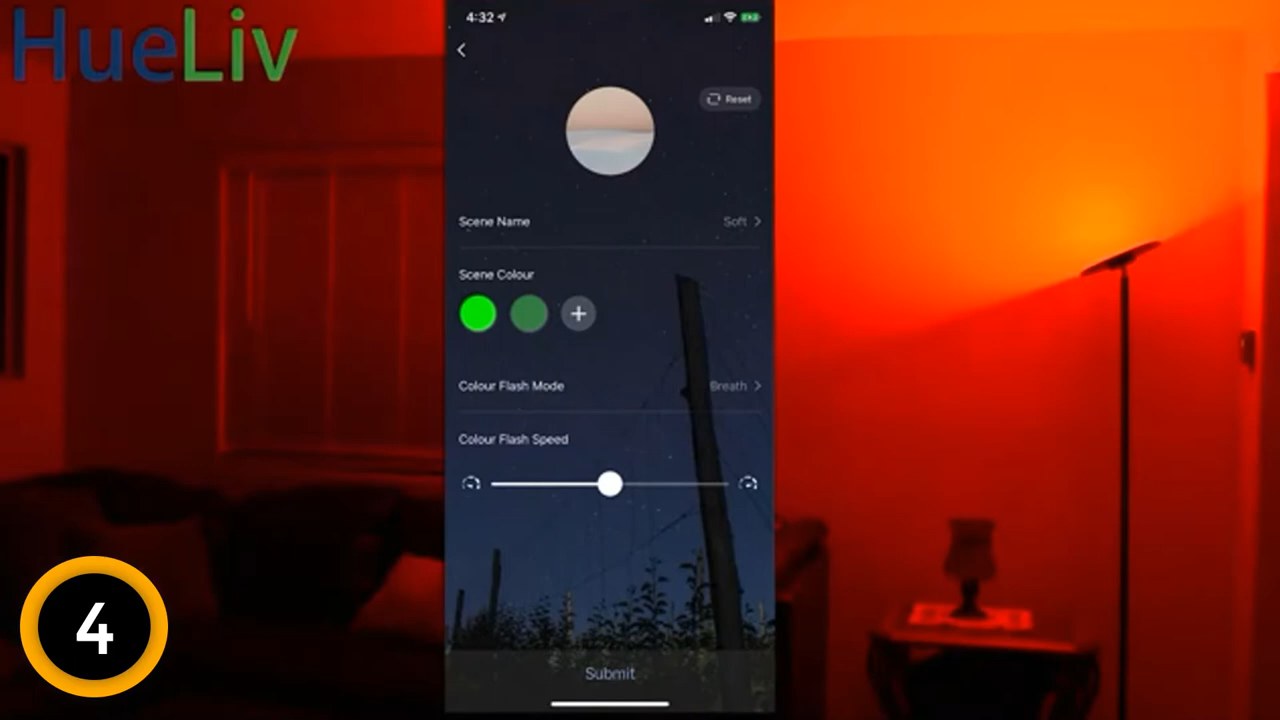 HueLiv
4:32
Reset
Scene Name
Soft
Scene Colour
Colour Flash Mode
Breath
Colour Flash Speed
4
Submit